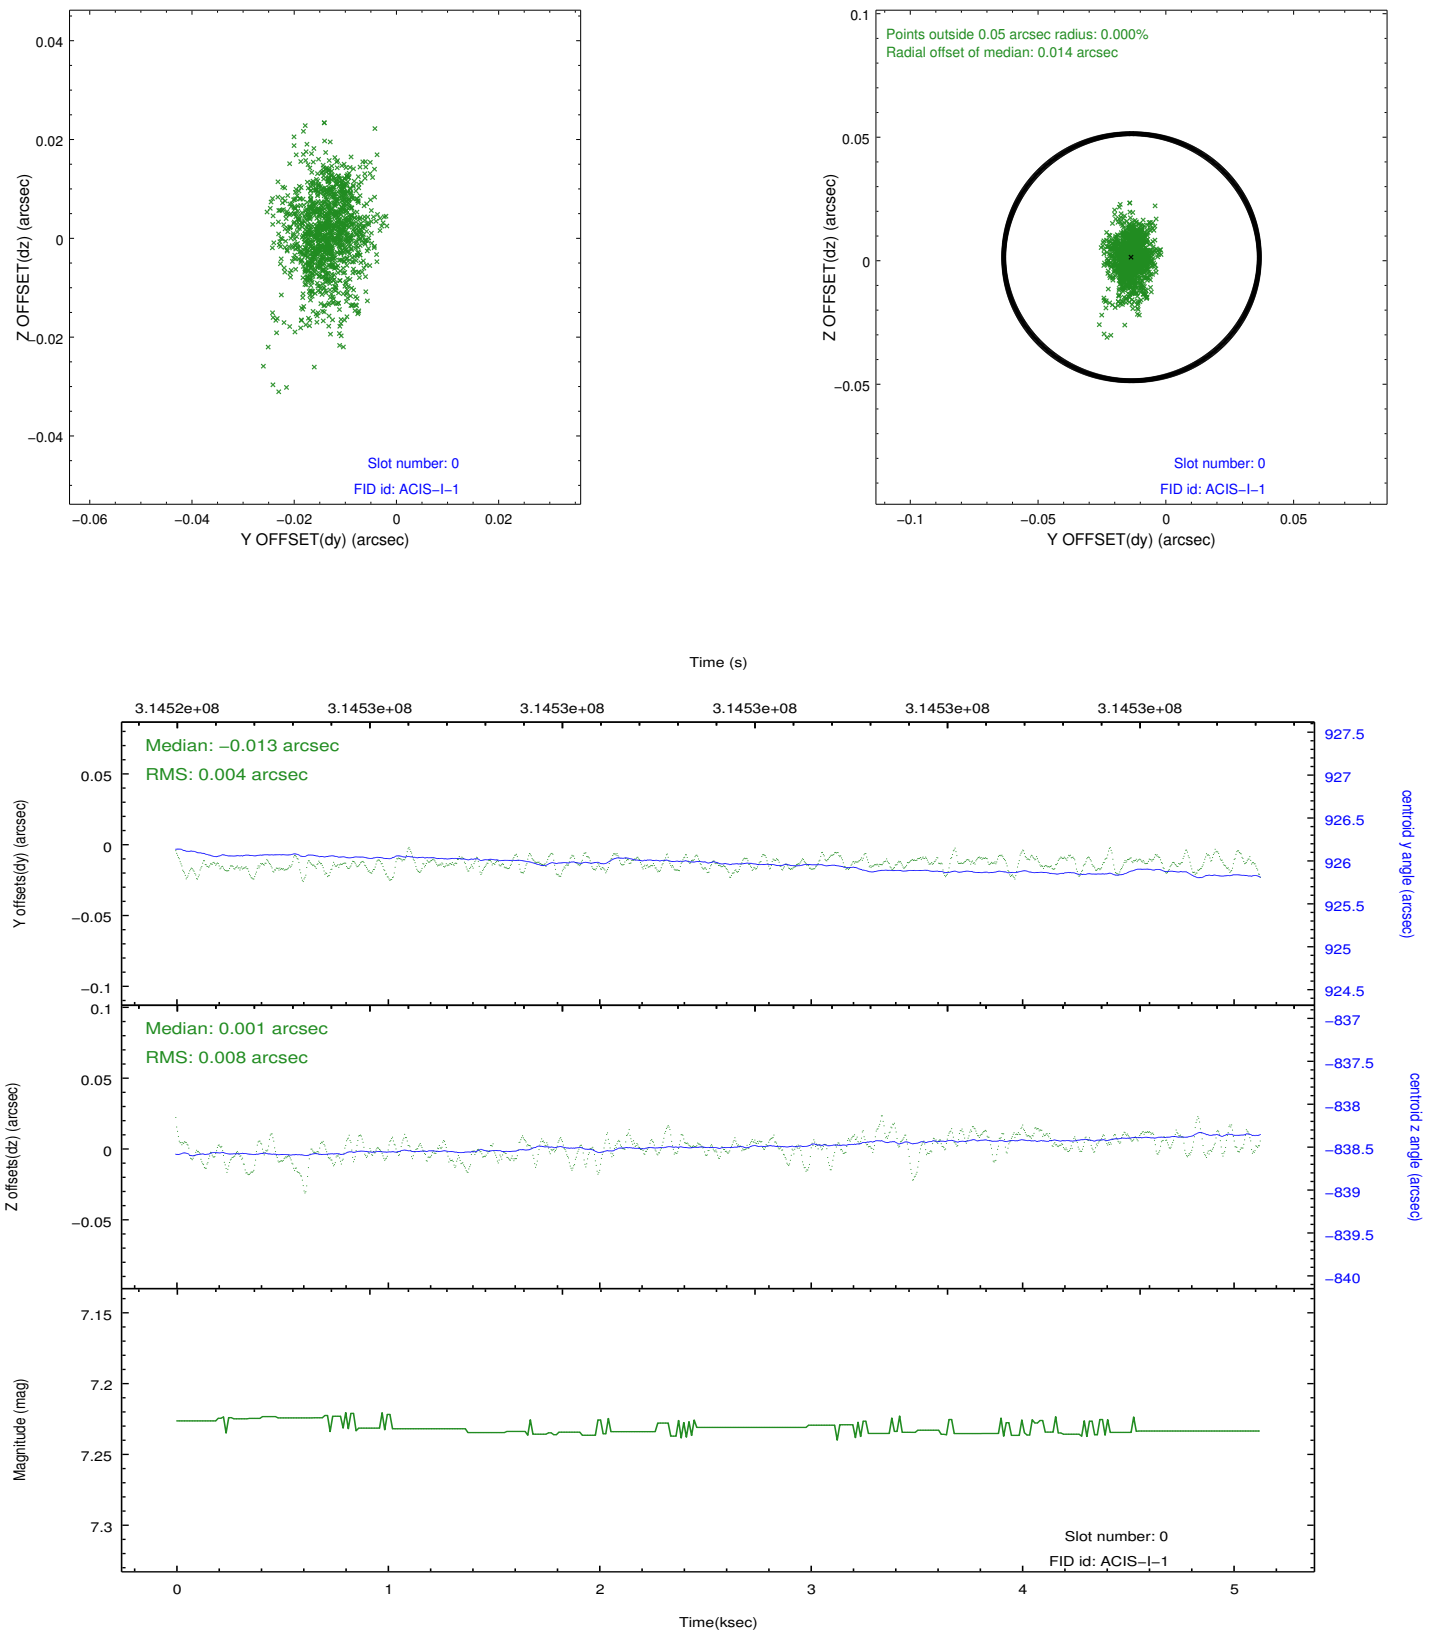 0.04
0.02
0
−0.02
−0.04
Z OFFSET(dz) (arcsec)
Slot number: 0
FID id: ACIS−I−1
−0.06
−0.04
−0.02
0
0.02
Y OFFSET(dy) (arcsec)
0.1
0.05
0
−0.05
Z OFFSET(dz) (arcsec)
Points outside 0.05 arcsec radius: 0.000%
Radial offset of median: 0.014 arcsec
Slot number: 0
FID id: ACIS−I−1
−0.1
−0.05
0
0.05
Y OFFSET(dy) (arcsec)
Time (s)
3.1452e+08
3.1453e+08
3.1453e+08
3.1453e+08
3.1453e+08
3.1453e+08
Median: −0.013 arcsec
RMS: 0.004 arcsec
0.05
0
−0.05
−0.1
Y offsets(dy) (arcsec)
927.5
927
926.5
926
925.5
925
924.5
centroid y angle (arcsec)
Median: 0.001 arcsec
RMS: 0.008 arcsec
0.1
0.05
0
−0.05
Z offsets(dz) (arcsec)
−837
−837.5
−838
−838.5
−839
−839.5
−840
centroid z angle (arcsec)
7.15
7.2
7.25
7.3
Magnitude (mag)
Slot number: 0
FID id: ACIS−I−1
0
1
2
3
4
5
Time(ksec)